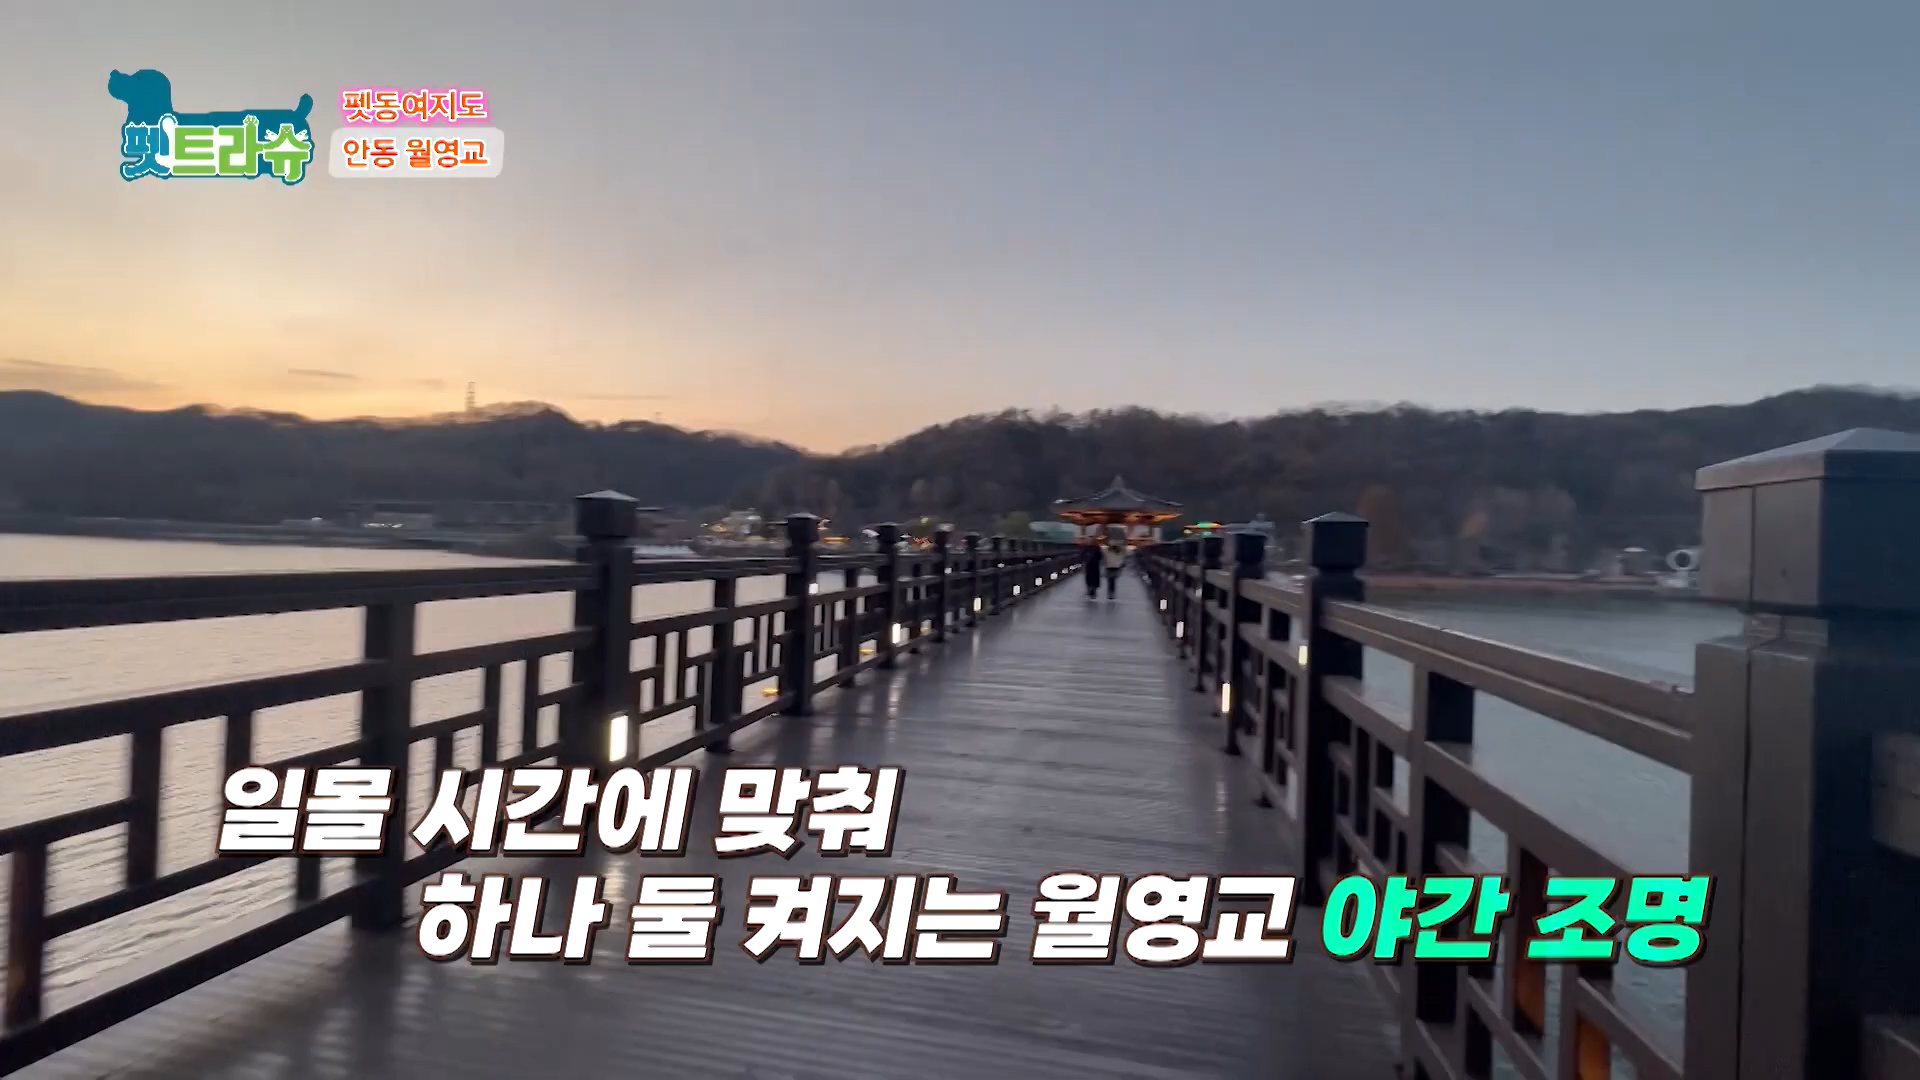 펫트라슈
펫동여지도
안동 월영교
일몰 시간에 맞춰
하나 둘 켜지는 월영교 야간 조명